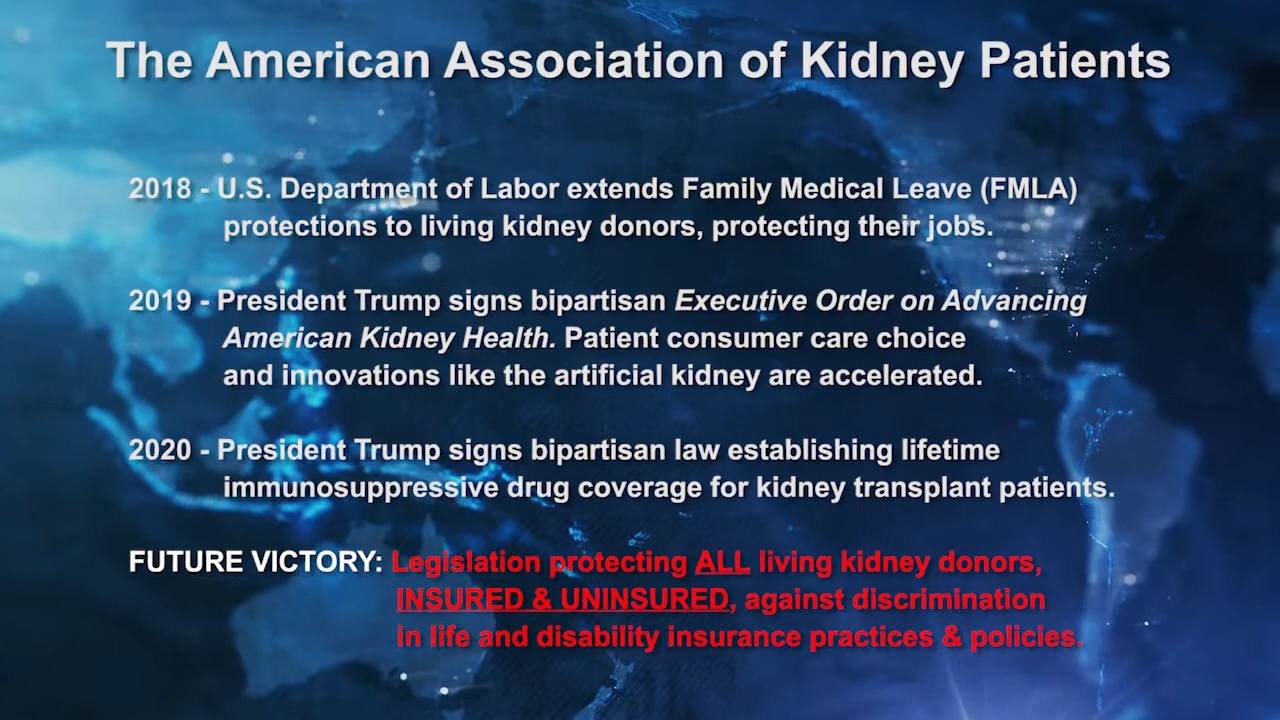 The American Association of Kidney Patients
2018 - U.S. Department of Labor extends Family Medical Leave (FMLA)
protections to living kidney donors, protecting their jobs.
2019 - President Trump signs bipartisan Executive Order on Advancing
American Kidney Health. Patient consumer care choice
and innovations like the artificial kidney are accelerated.
2020 - President Trump signs bipartisan law establishing lifetime
immunosuppressive drug coverage for kidney transplant patients.
FUTURE VICTORY: Legislation protecting ALL living kidney donors,
INSURED & UNINSURED, against discrimination
in life and disability insurance practices & policies.